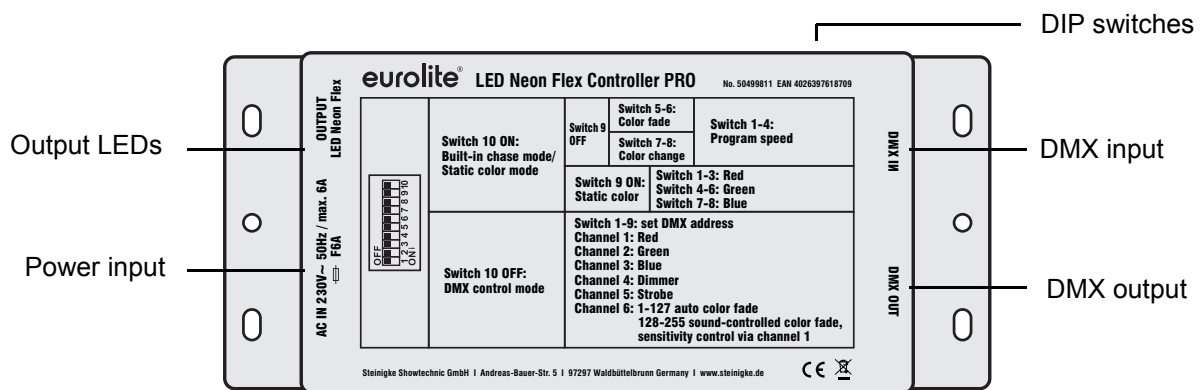 DIP switches
eurolite® LED Neon Flex Controller PRO No. 50499811 EAN 4026397618709
OUTPUT
LED Neon Flex
Output LEDs
AC IN 230V~ 50Hz / max. 6A
F6A
Power input
OFF
1 2 3 4 5 6 7 8 9 10
ON↓
Switch 10 ON:
Built-in chase mode/
Static color mode
Switch 9
OFF
Switch 5-6:
Color fade
Switch 7-8:
Color change
Switch 1-4:
Program speed
Switch 9 ON:
Static color
Switch 1-3: Red
Switch 4-6: Green
Switch 7-8: Blue
Switch 10 OFF:
DMX control mode
Switch 1-9: set DMX address
Channel 1: Red
Channel 2: Green
Channel 3: Blue
Channel 4: Dimmer
Channel 5: Strobe
Channel 6: 1-127 auto color fade
128-255 sound-controlled color fade,
sensitivity control via channel 1
DMX IN
DMX input
DMX OUT
DMX output
Steinigke Showtechnic GmbH I Andreas-Bauer-Str. 5 I 97297 Waldbüttelbrunn Germany I www.steinigke.de CE